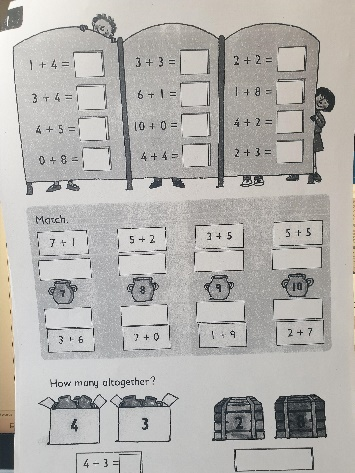 1 + 4 =
3 + 4 =
4 + 5 =
0 + 8 =
3 + 3 =
6 + 1 =
10 + 0 =
4 + 4 =
2 + 2 =
1 + 8 =
4 + 2 =
2 + 3 =
Match.
7 + 1 5 + 2 3 + 5 5 + 5
7 8 9 10
3 + 6 7 + 0 1 + 9 2 + 7
How many altogether?
4 3 2
4 - 3 =